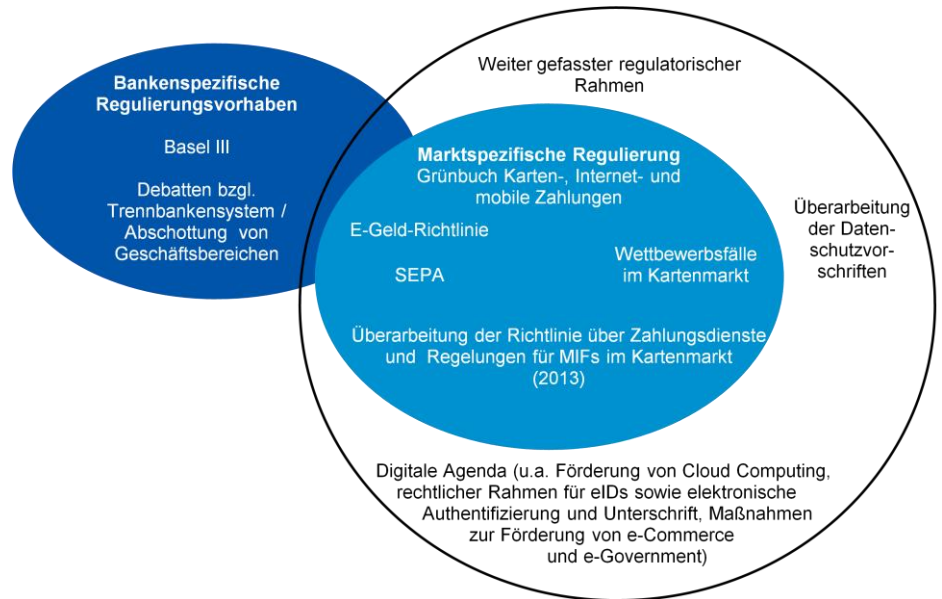 Bankenspezifische
Regulierungsvorhaben
Basel III
Debatten bzgl.
Trennbankensystem /
Abschottung von
Geschäftsbereichen
Weiter gefasster regulatorischer
Rahmen
Marktspezifische Regulierung
Grünbuch Karten-, Internet- und
mobile Zahlungen
E-Geld-Richtlinie
SEPA
Wettbewerbsfälle
im Kartenmarkt
Überarbeitung der Richtlinie über Zahlungsdienste
und Regelungen für MIFs im Kartenmarkt
(2013)
Überarbeitung
der Daten-
schutzvor-
schriften
Digitale Agenda (u.a. Förderung von Cloud Computing,
rechtlicher Rahmen für eIDs sowie elektronische
Authentifizierung und Unterschrift, Maßnahmen
zur Förderung von e-Commerce
und e-Government)